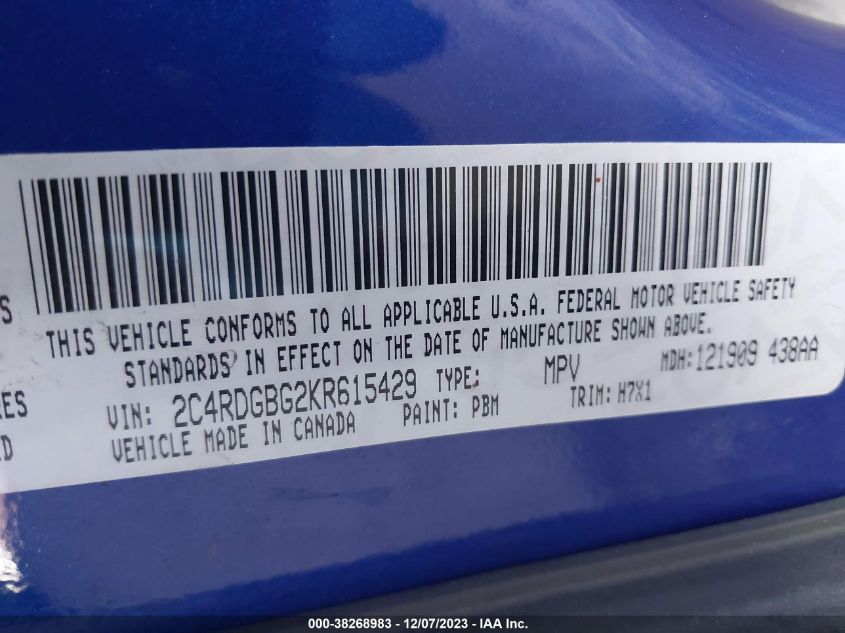 THIS VEHICLE CONFORMS TO ALL APPLICABLE U.S.A. FEDERAL MOTOR VEHICLE SAFETY
S
STANDARDS IN EFFECT ON THE DATE OF MANUFACTURE SHOWN ABOVE.
RES
VIN: 2C4RDGBG2KR615429 TYPE: MPV MDH:121909 438AA
D
VEHICLE MADE IN CANADA PAINT: PBM TRIM: H7X1
000-38268983 - 12/07/2023 - IAA Inc.